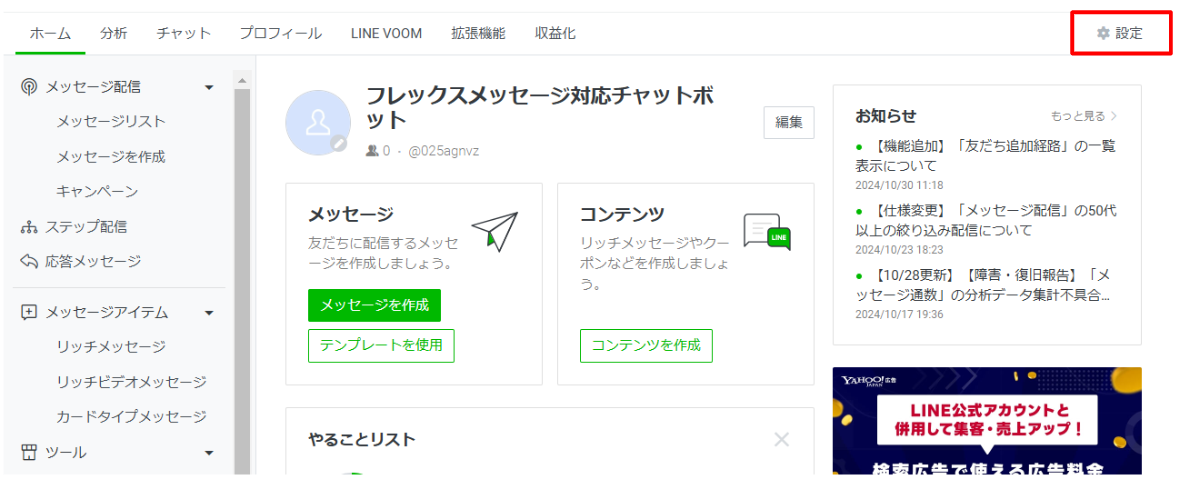 ホーム 分析 チャット プロフィール LINE VOOM 拡張機能 収益化 設定
メッセージ配信
メッセージリスト
メッセージを作成
キャンペーン
ステップ配信
応答メッセージ
メッセージアイテム
リッチメッセージ
リッチビデオメッセージ
カードタイプメッセージ
ツール
フレックスメッセージ対応チャットボ
ット
0 · @025agnvz
編集
メッセージ
友だちに配信するメッセ
ージを作成しましょう。
メッセージを作成
テンプレートを使用
コンテンツ
リッチメッセージやクー
ポンなどを作成しましょ
う。
LINE
コンテンツを作成
やることリスト
お知らせ もっと見る
【機能追加】「友だち追加経路」の一覧
表示について
2024/10/30 11:18
【仕様変更】「メッセージ配信」の50代
以上の絞り込み配信について
2024/10/23 18:23
【10/28更新】【障害・復旧報告】「メ
ッセージ通数」の分析データ集計不具合...
2024/10/17 19:36
YAHOO!広告
JAPAN
LINE公式アカウントと
併用して集客・売上アップ！
検索広告で使える広告料金